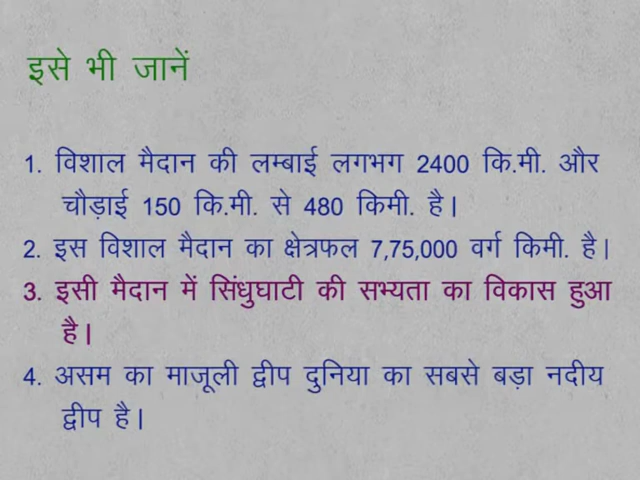 इसे भी जानें
1. विशाल मैदान की लम्बाई लगभग 2400 कि.मी. और
चौड़ाई 150 कि.मी. से 480 किमी. है।
2. इस विशाल मैदान का क्षेत्रफल 7,75,000 वर्ग किमी. है।
3. इसी मैदान में सिंधुघाटी की सभ्यता का विकास हुआ
है।
4. असम का माजूली द्वीप दुनिया का सबसे बड़ा नदीय
द्वीप है।